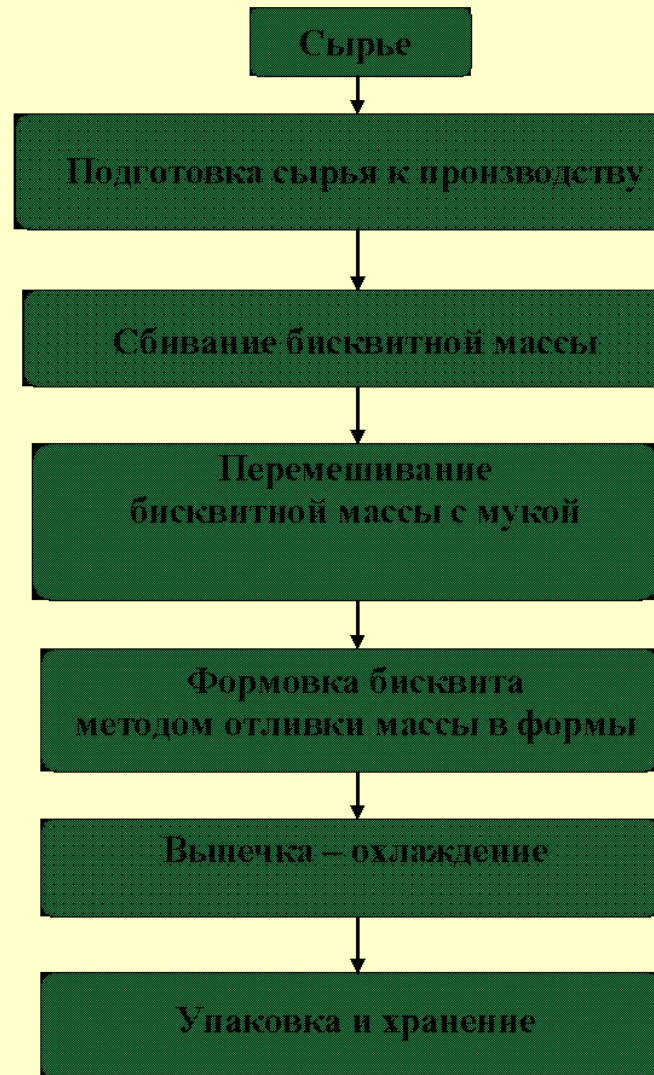 Сырье
Подготовка сырья к производству
Сбивание бисквитной массы
Перемешивание
бисквитной массы с мукой
Формовка бисквита
методом отливки массы в формы
Выпечка – охлаждение
Упаковка и хранение